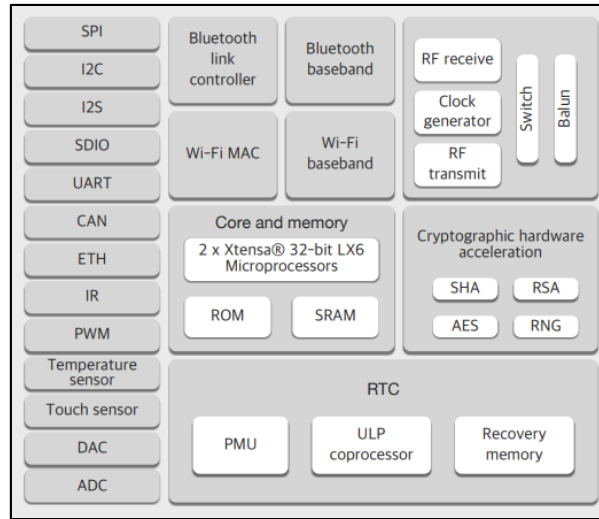 SPI
I2C
I2S
SDIO
UART
CAN
ETH
IR
PWM
Temperature
sensor
Touch sensor
DAC
ADC
Bluetooth
link
controller
Bluetooth
baseband
Wi-Fi MAC
Wi-Fi
baseband
RF receive
Clock
generator
RF
transmit
Switch
Balun
Core and memory
2 x Xtensa® 32-bit LX6
Microprocessors
ROM
SRAM
Cryptographic hardware
acceleration
SHA
RSA
AES
RNG
RTC
PMU
ULP
coprocessor
Recovery
memory